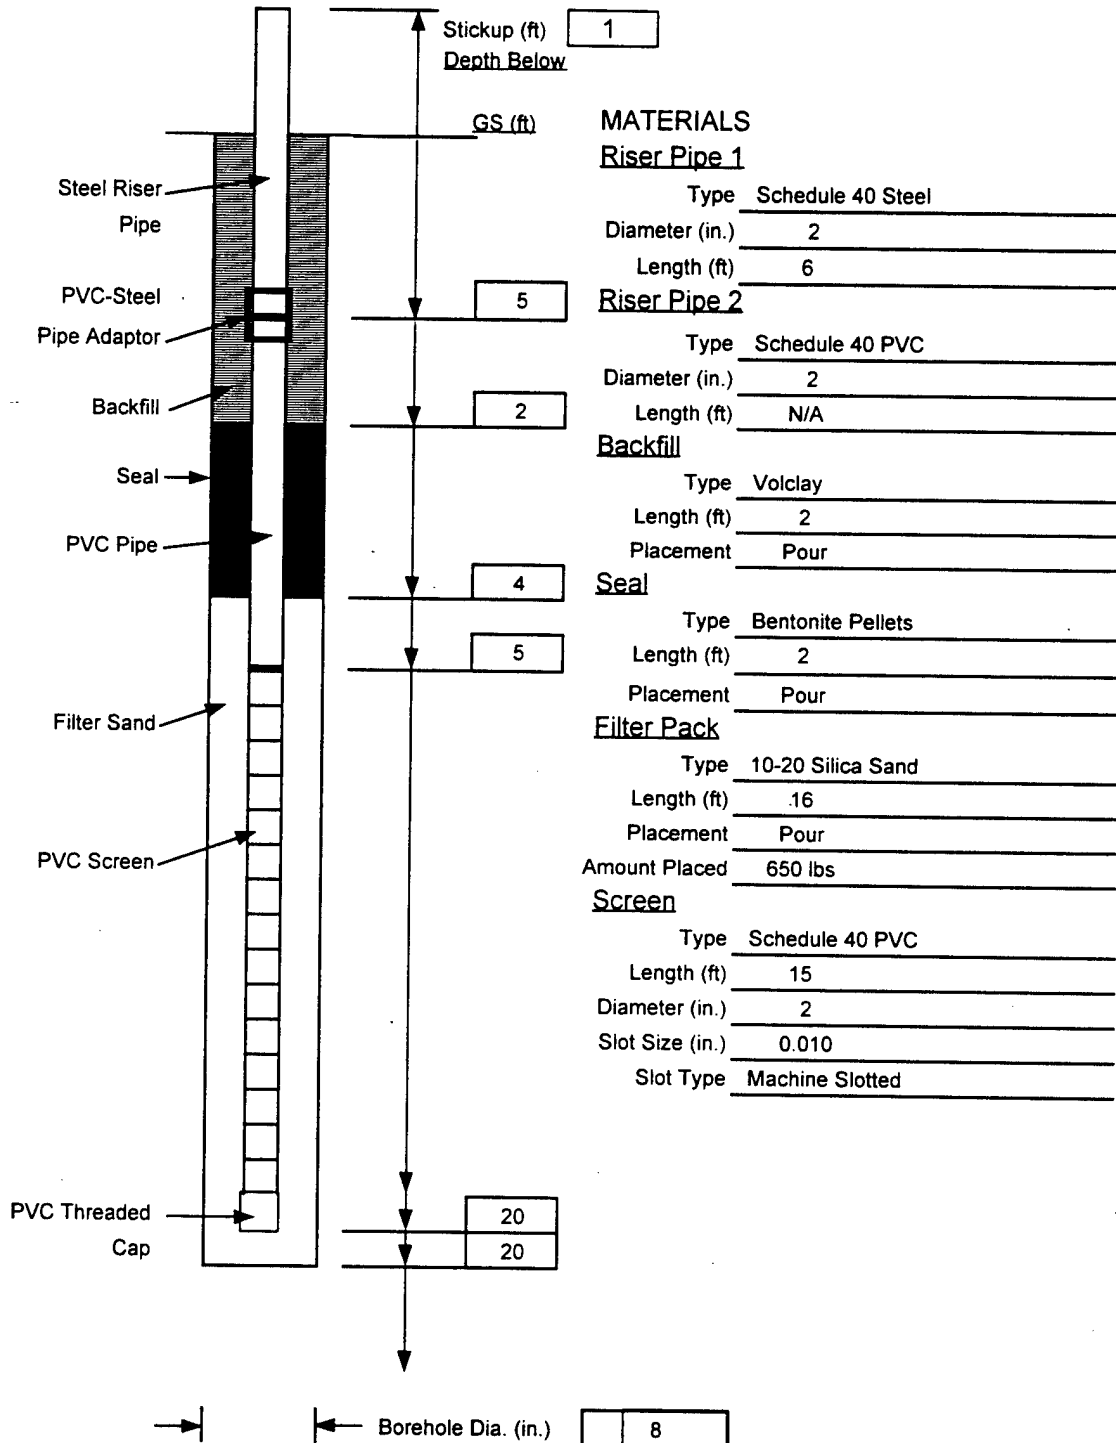 Stickup (ft) 1
Depth Below
GS (ft)
Steel Riser
Pipe
PVC-Steel
Pipe Adaptor
5
Backfill
2
Seal
PVC Pipe
4
5
Filter Sand
PVC Screen
PVC Threaded
Cap
20
20
Borehole Dia. (in.) 8
MATERIALS
Riser Pipe 1
Type Schedule 40 Steel
Diameter (in.) 2
Length (ft) 6
Riser Pipe 2
Type Schedule 40 PVC
Diameter (in.) 2
Length (ft) N/A
Backfill
Type Volclay
Length (ft) 2
Placement Pour
Seal
Type Bentonite Pellets
Length (ft) 2
Placement Pour
Filter Pack
Type 10-20 Silica Sand
Length (ft) 16
Placement Pour
Amount Placed 650 lbs
Screen
Type Schedule 40 PVC
Length (ft) 15
Diameter (in.) 2
Slot Size (in.) 0.010
Slot Type Machine Slotted